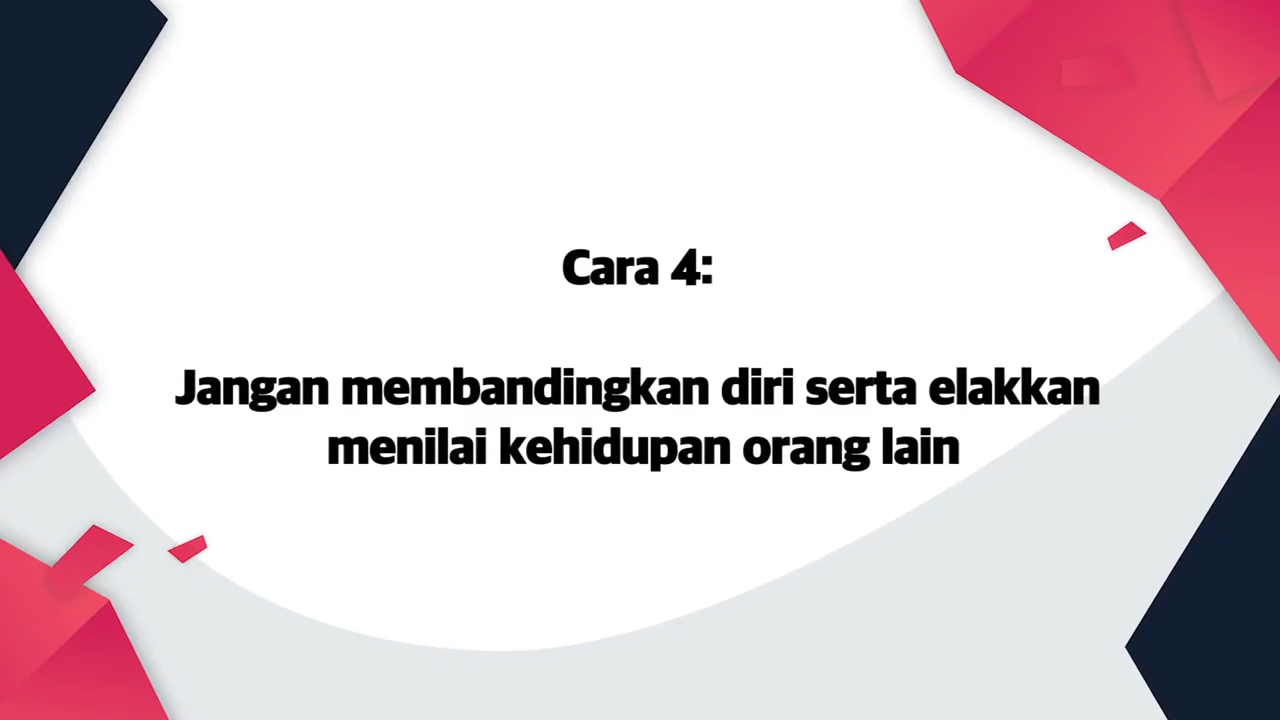 Cara 4:
Jangan membandingkan diri serta elakkan
menilai kehidupan orang lain